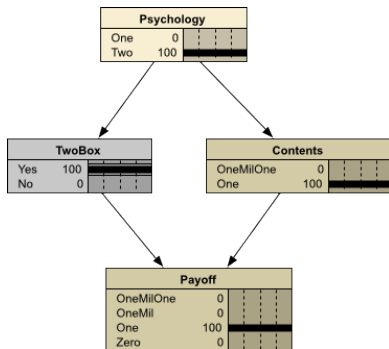 Psychology
One 0
Two 100
TwoBox
Yes 100
No 0
Contents
OneMilOne 0
One 100
Payoff
OneMilOne 0
OneMil 0
One 100
Zero 0